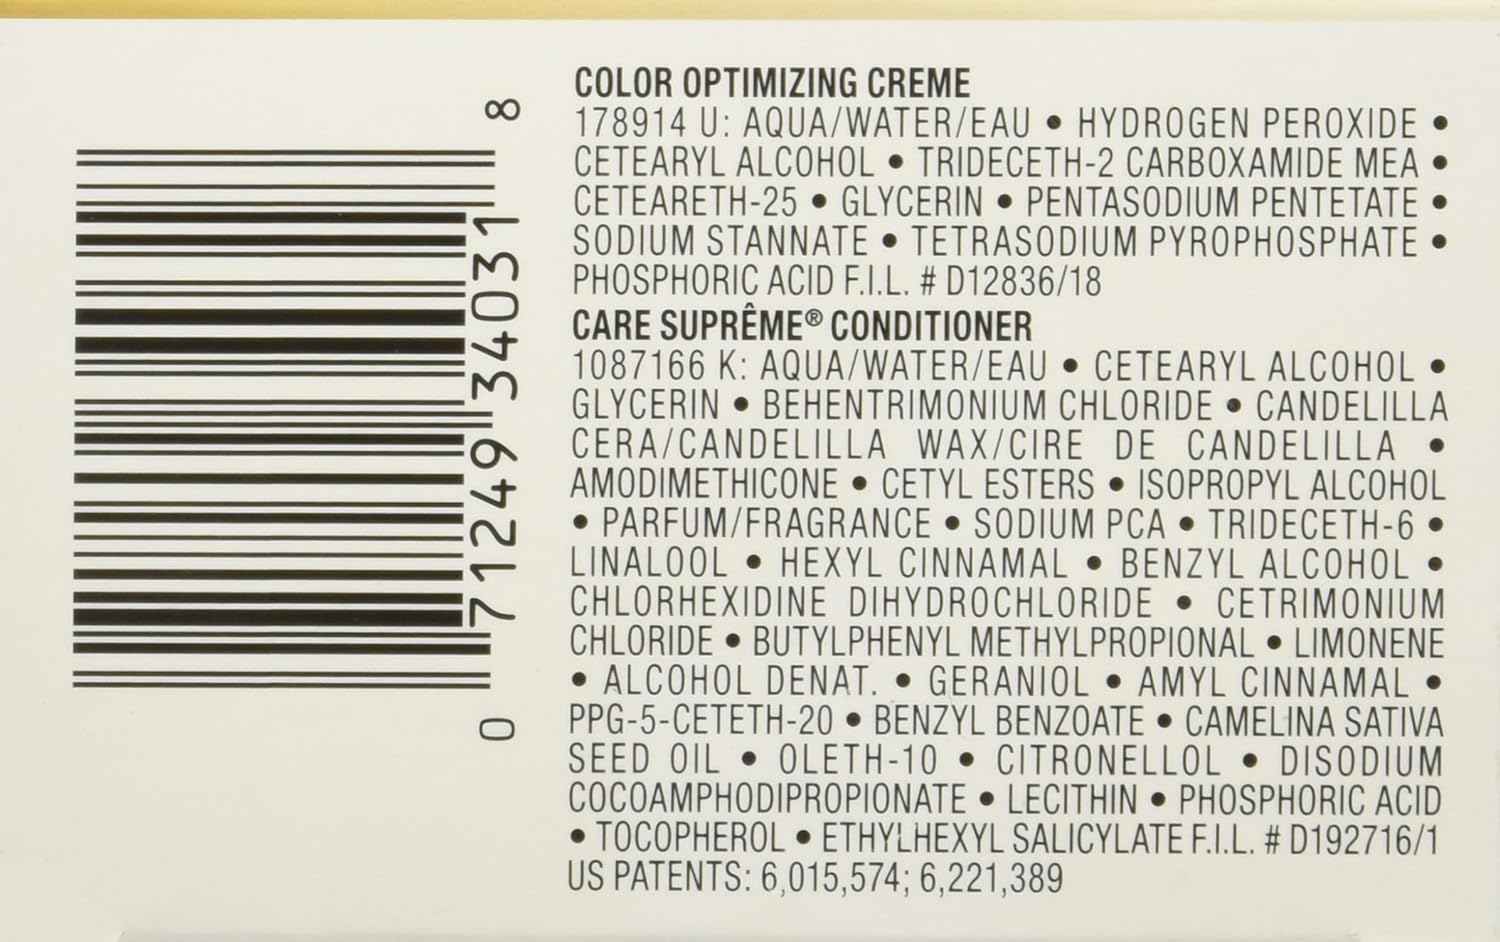 COLOR OPTIMIZING CREME
178914 U: AQUA/WATER/EAU • HYDROGEN PEROXIDE •
CETEARYL ALCOHOL • TRIDECETH-2 CARBOXAMIDE MEA •
CETEARETH-25 • GLYCERIN • PENTASODIUM PENTETATE •
SODIUM STANNATE • TETRASODIUM PYROPHOSPHATE •
PHOSPHORIC ACID F.I.L. # D12836/18
CARE SUPRÊME® CONDITIONER
1087166 K: AQUA/WATER/EAU • CETEARYL ALCOHOL •
GLYCERIN • BEHENTRIMONIUM CHLORIDE • CANDELILLA
CERA/CANDELILLA WAX/CIRE DE CANDELILLA •
AMODIMETHICONE • CETYL ESTERS • ISOPROPYL ALCOHOL
• PARFUM/FRAGRANCE • SODIUM PCA • TRIDECETH-6 •
LINALOOL • HEXYL CINNAMAL • BENZYL ALCOHOL •
CHLORHEXIDINE DIHYDROCHLORIDE • CETRIMONIUM
CHLORIDE • BUTYLPHENYL METHYLPROPIONAL • LIMONENE
• ALCOHOL DENAT. • GERANIOL • AMYL CINNAMAL •
PPG-5-CETETH-20 • BENZYL BENZOATE • CAMELINA SATIVA
SEED OIL • OLETH-10 • CITRONELLOL • DISODIUM
COCOAMPHODIPROPIONATE • LECITHIN • PHOSPHORIC ACID
• TOCOPHEROL • ETHYLHEXYL SALICYLATE F.I.L. # D192716/1
US PATENTS: 6,015,574; 6,221,389
0 71249 34031 8